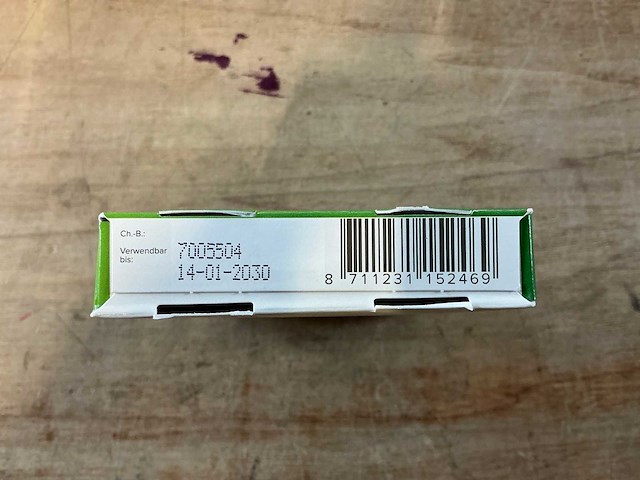 Ch.-B.:
Verwendbar
bis:
7005504
14-01-2030
8 711231 152469